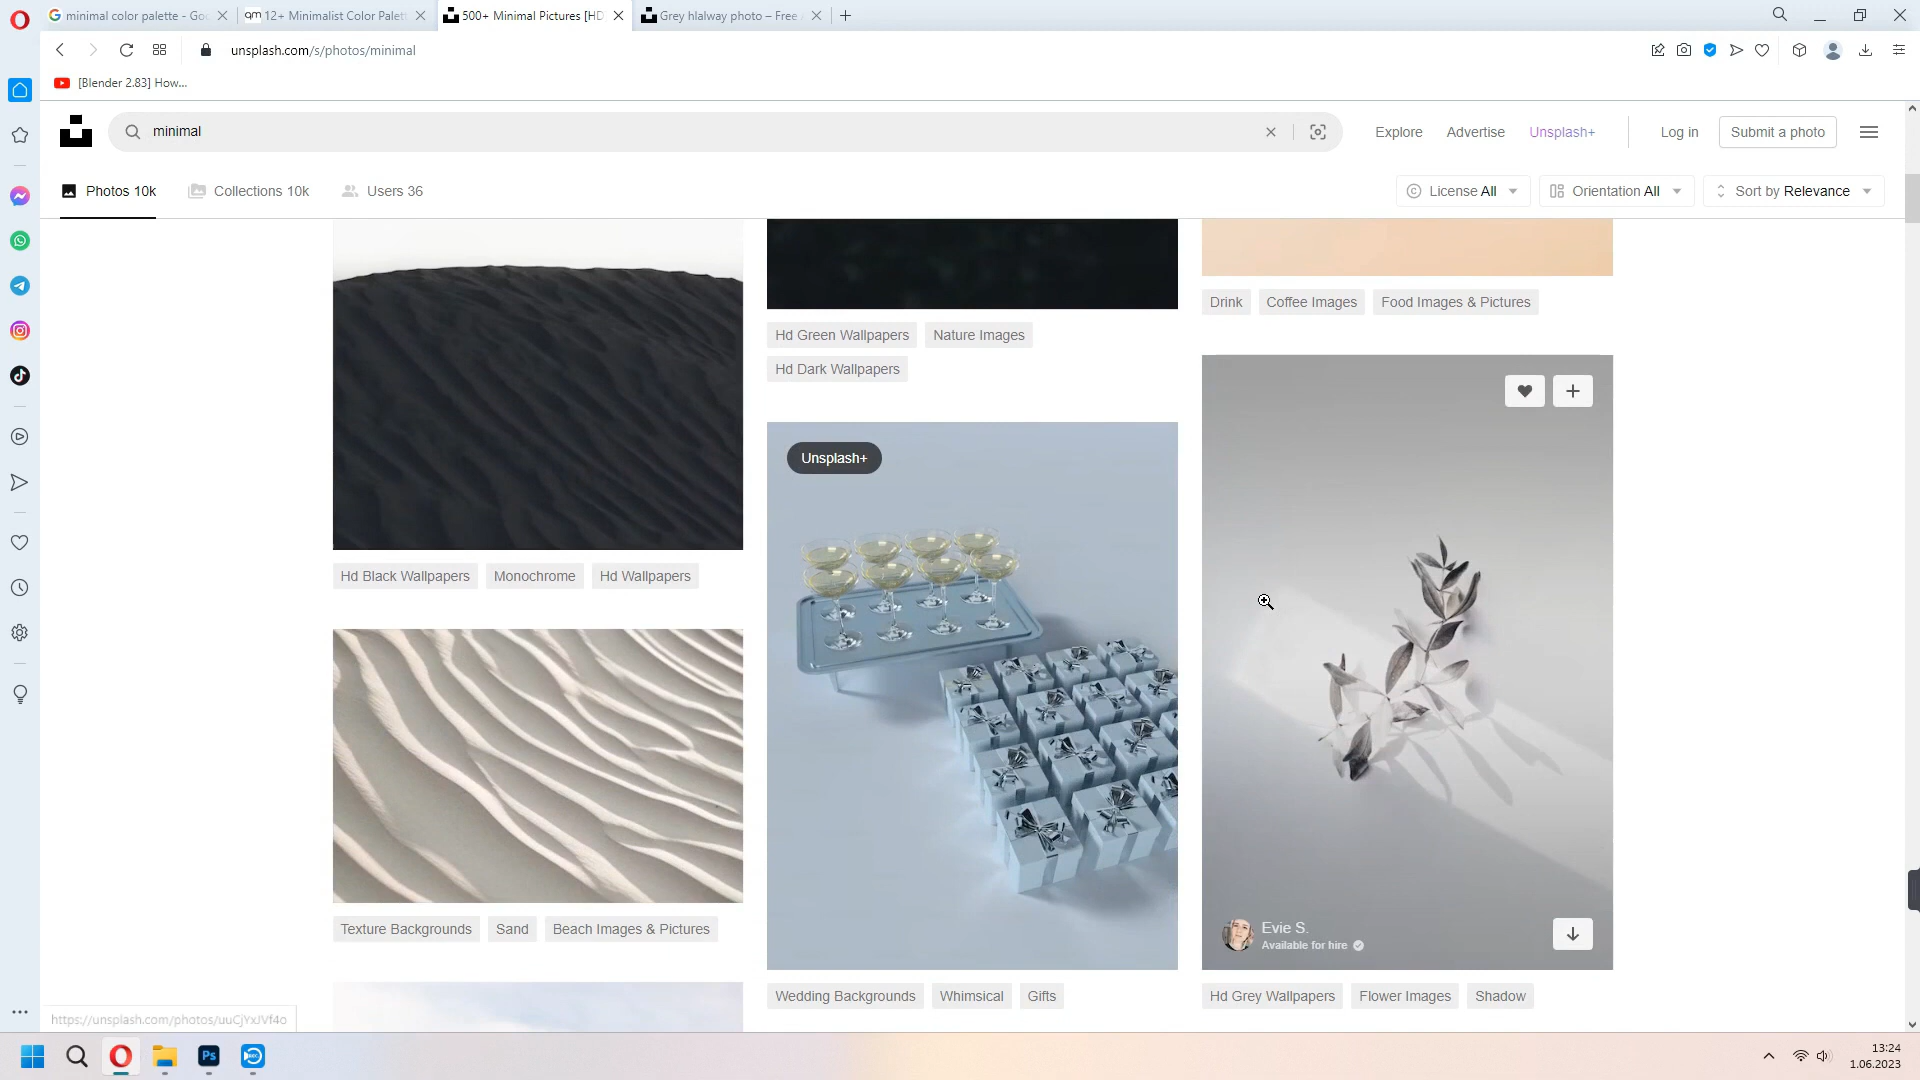 minimal color palette - Goo
12+ Minimalist Color Palett
500+ Minimal Pictures [HD
Grey hlalway photo – Free
unsplash.com/s/photos/minimal
[Blender 2.83] How...
minimal
Explore
Advertise
Unsplash+
Log in
Submit a photo
Photos 10k
Collections 10k
Users 36
License All
Orientation All
Sort by Relevance
Drink
Coffee Images
Food Images & Pictures
Hd Green Wallpapers
Nature Images
Hd Dark Wallpapers
Unsplash+
Hd Black Wallpapers
Monochrome
Hd Wallpapers
Texture Backgrounds
Sand
Beach Images & Pictures
Evie S.
Available for hire
Wedding Backgrounds
Whimsical
Gifts
Hd Grey Wallpapers
Flower Images
Shadow
https://unsplash.com/photos/uuCjYxJVf4o
Ps
13:24
1.06.2023